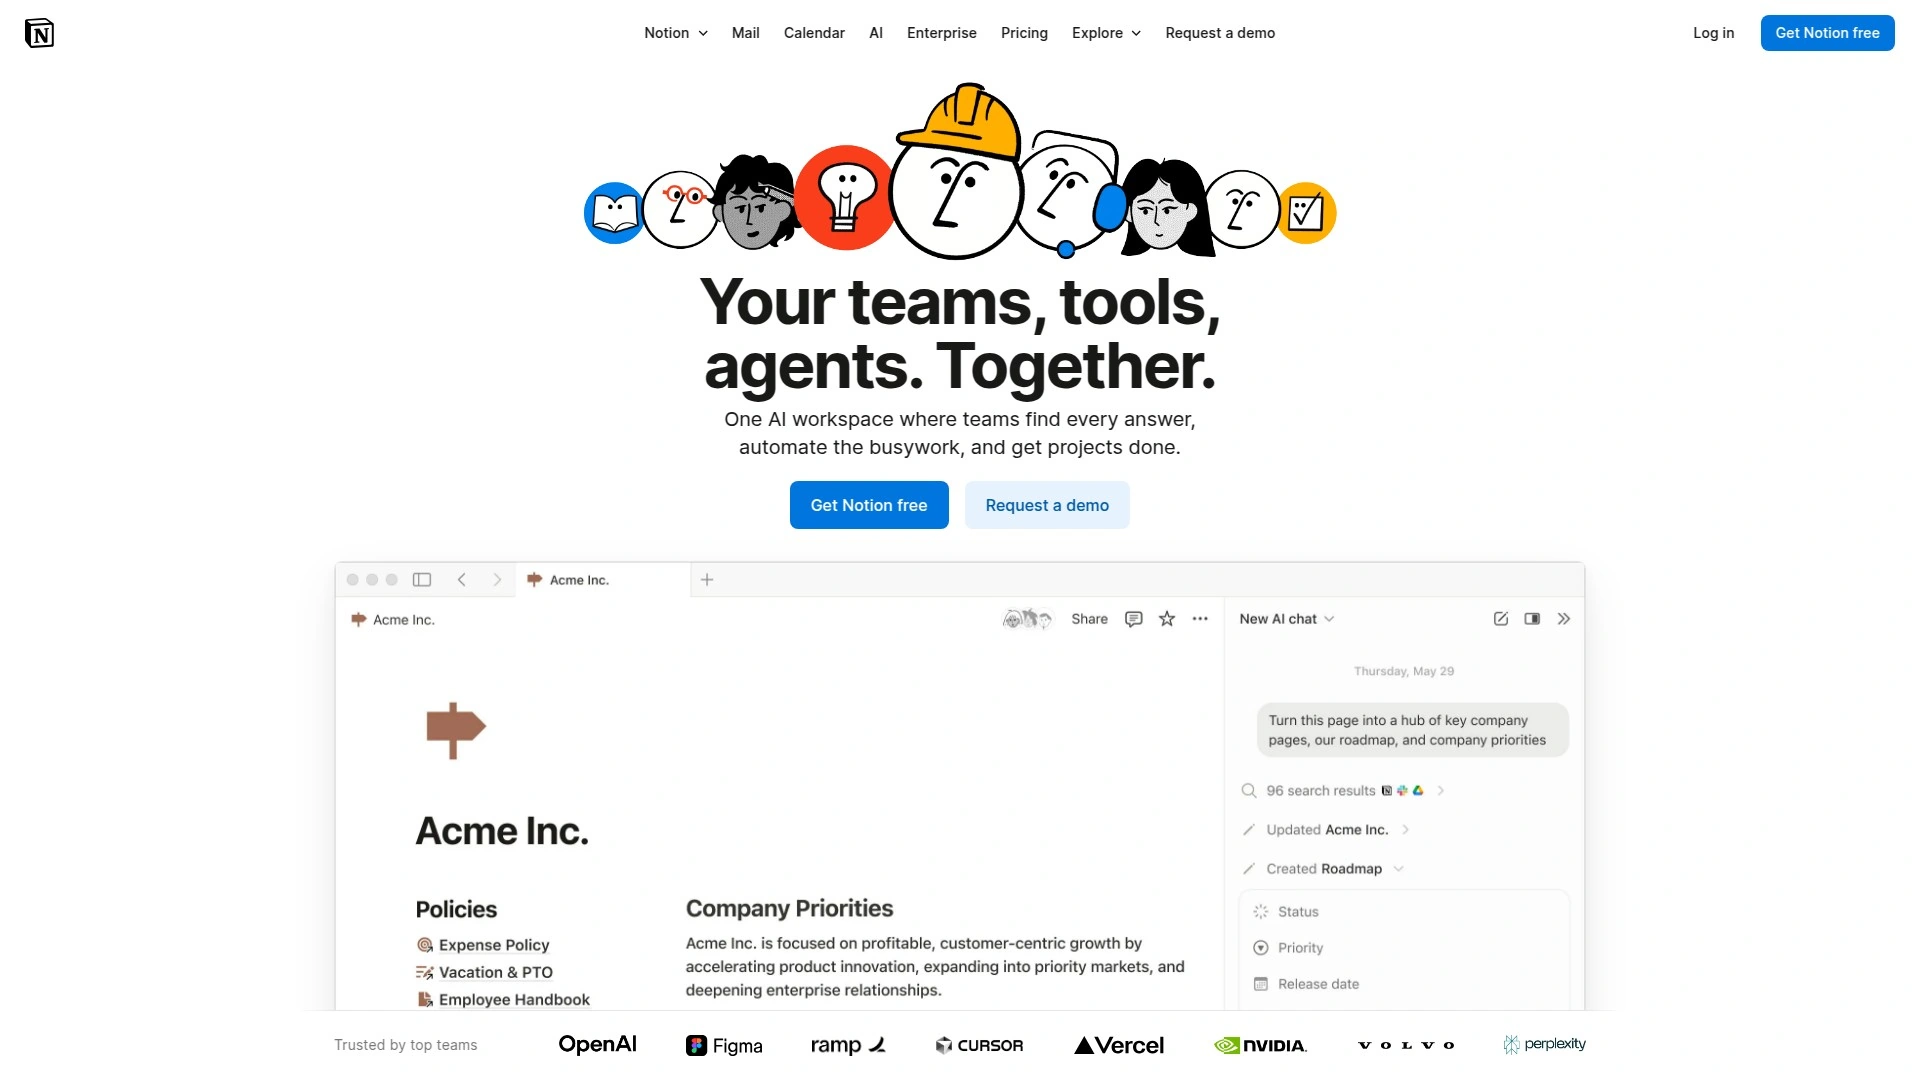 N
Notion
Mail
Calendar
AI
Enterprise
Pricing
Explore
Request a demo
Log in
Get Notion free
Your teams, tools,
agents. Together.
One AI workspace where teams find every answer,
automate the busywork, and get projects done.
Get Notion free
Request a demo
Acme Inc.
Acme Inc.
Share
Acme Inc.
Policies
Expense Policy
Vacation & PTO
Employee Handbook
Company Priorities
Acme Inc. is focused on profitable, customer-centric growth by
accelerating product innovation, expanding into priority markets, and
deepening enterprise relationships.
New AI chat
Thursday, May 29
Turn this page into a hub of key company
pages, our roadmap, and company priorities
96 search results
Updated Acme Inc.
Created Roadmap
Status
Priority
Release date
Trusted by top teams
OpenAI
Figma
ramp
CURSOR
Vercel
NVIDIA.
VOLVO
perplexity